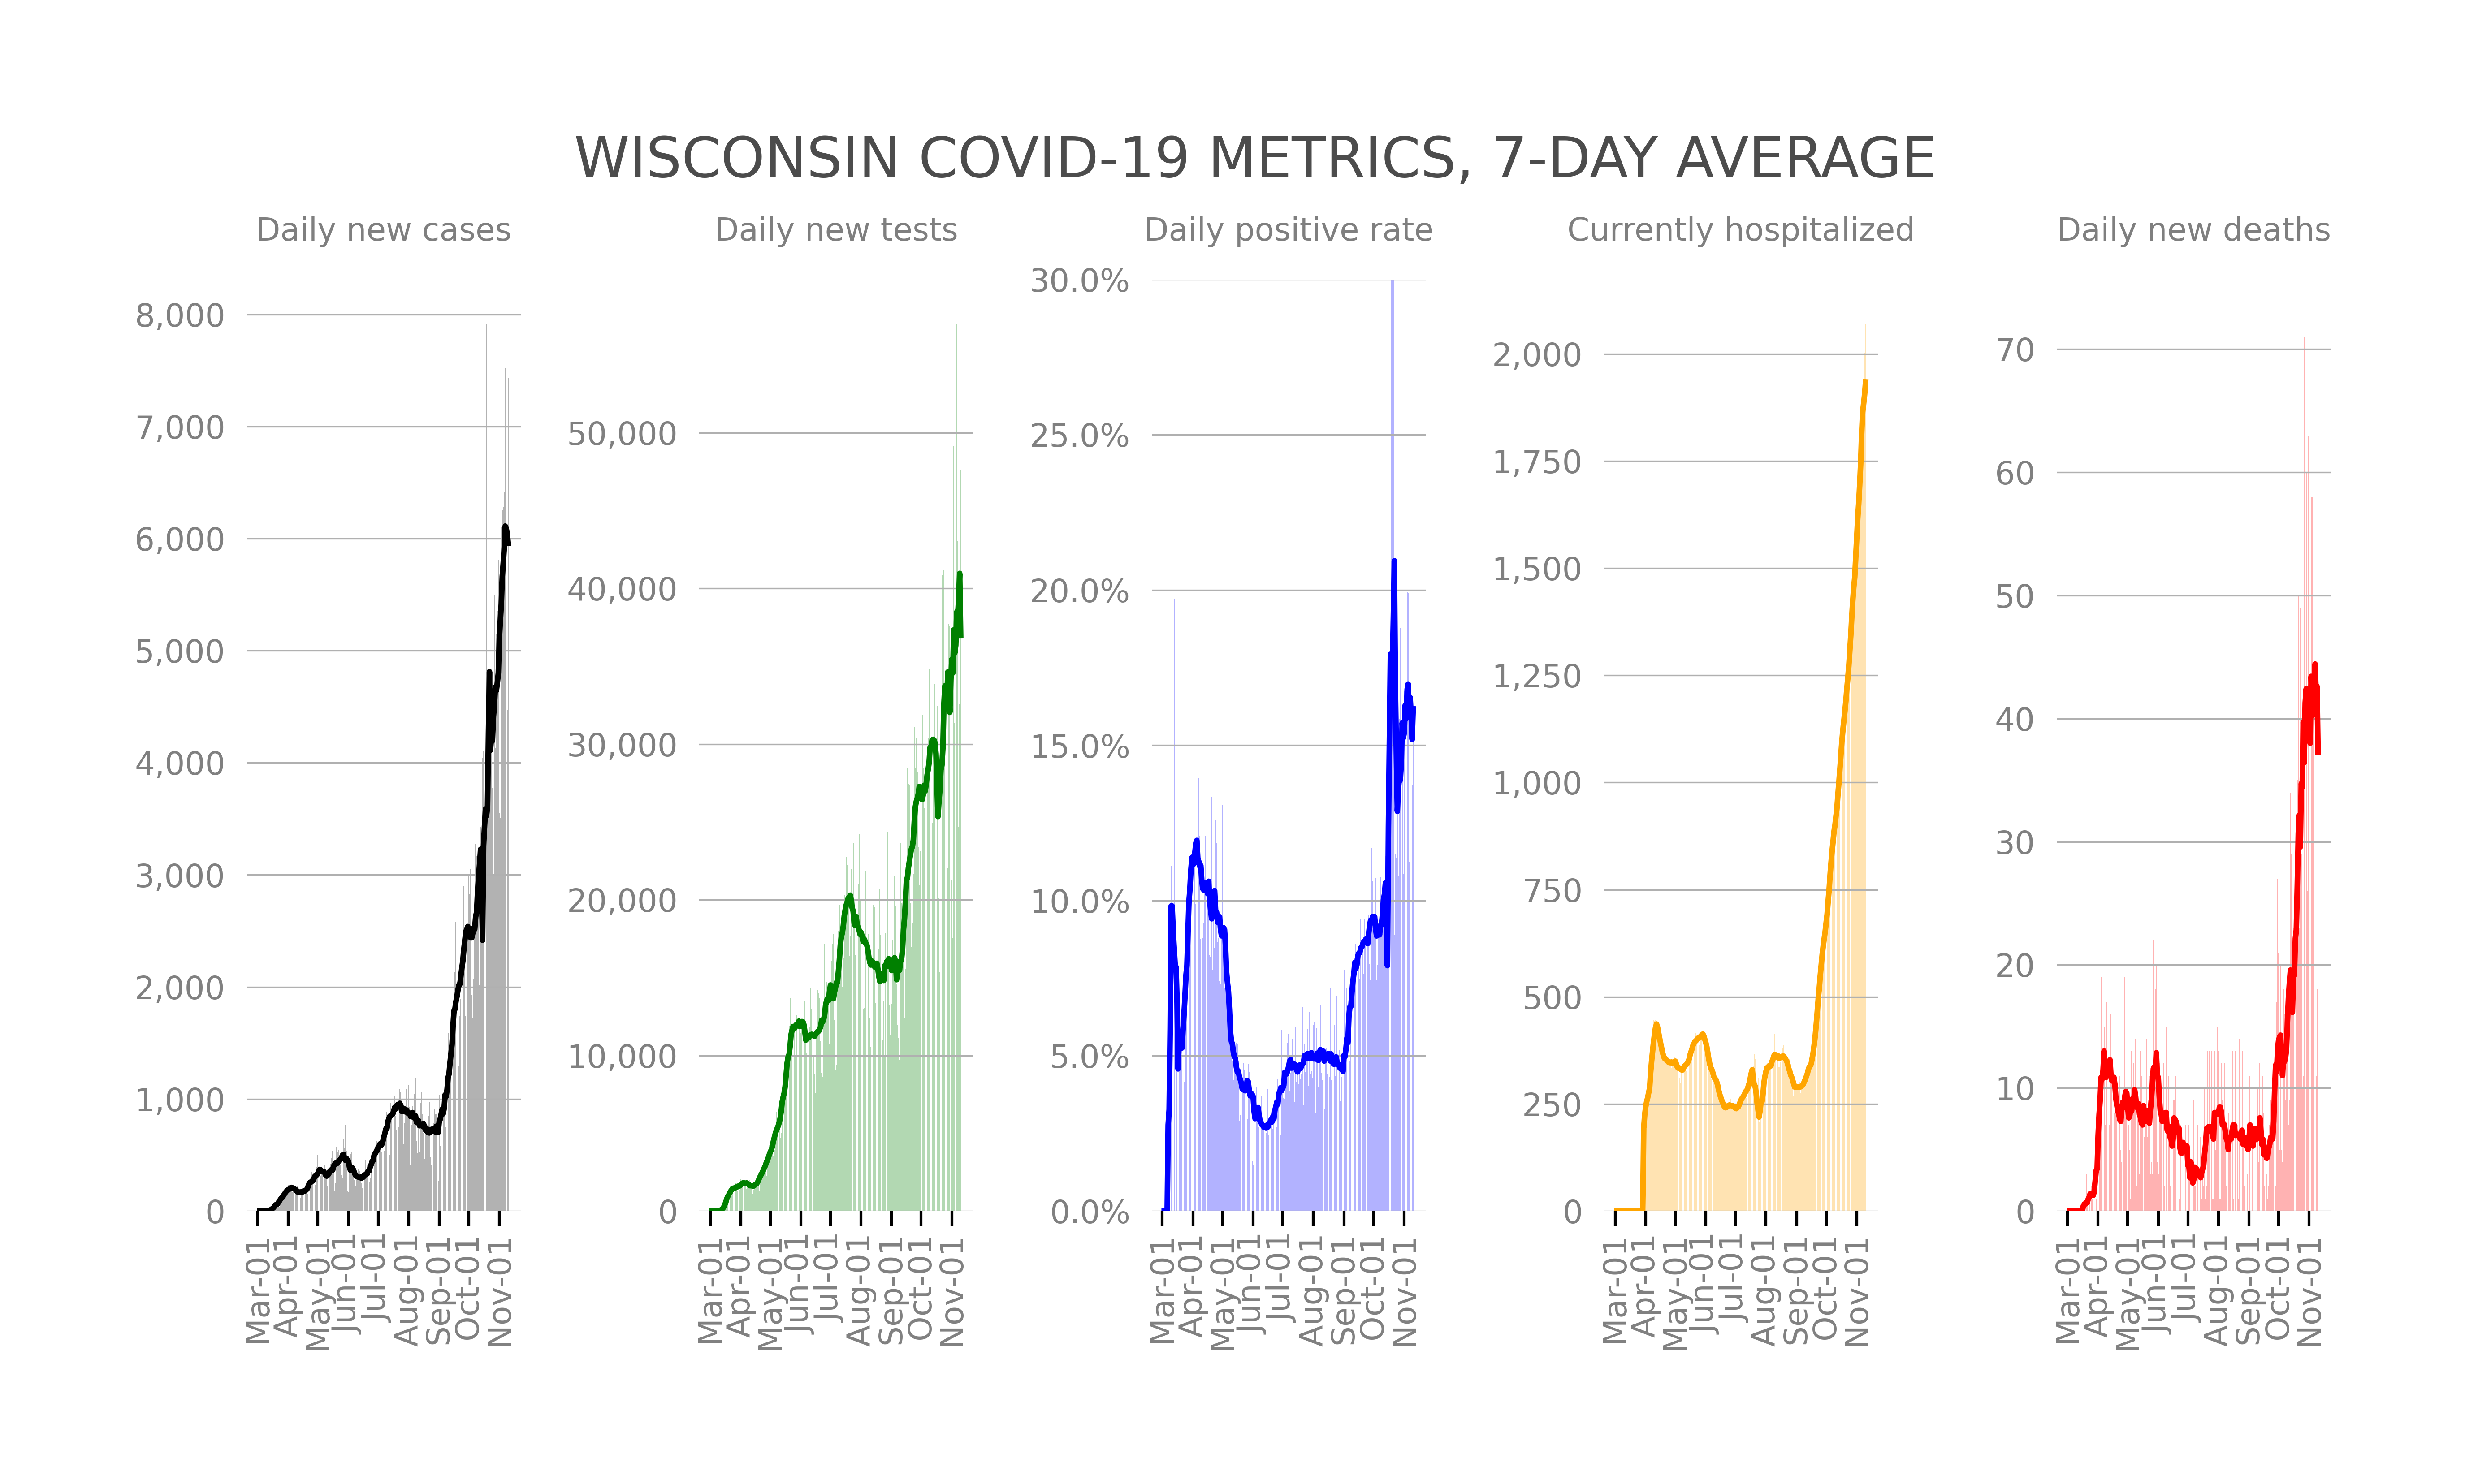 WISCONSIN COVID-19 METRICS, 7-DAY AVERAGE
Daily new cases
8,000
7,000
6,000
5,000
4,000
3,000
2,000
1,000
0
Mar-01
Apr-01
May-01
Jun-01
Jul-01
Aug-01
Sep-01
Oct-01
Nov-01
Daily new tests
50,000
40,000
30,000
20,000
10,000
0
Mar-01
Apr-01
May-01
Jun-01
Jul-01
Aug-01
Sep-01
Oct-01
Nov-01
Daily positive rate
30.0%
25.0%
20.0%
15.0%
10.0%
5.0%
0.0%
Mar-01
Apr-01
May-01
Jun-01
Jul-01
Aug-01
Sep-01
Oct-01
Nov-01
Currently hospitalized
2,000
1,750
1,500
1,250
1,000
750
500
250
0
Mar-01
Apr-01
May-01
Jun-01
Jul-01
Aug-01
Sep-01
Oct-01
Nov-01
Daily new deaths
70
60
50
40
30
20
10
0
Mar-01
Apr-01
May-01
Jun-01
Jul-01
Aug-01
Sep-01
Oct-01
Nov-01